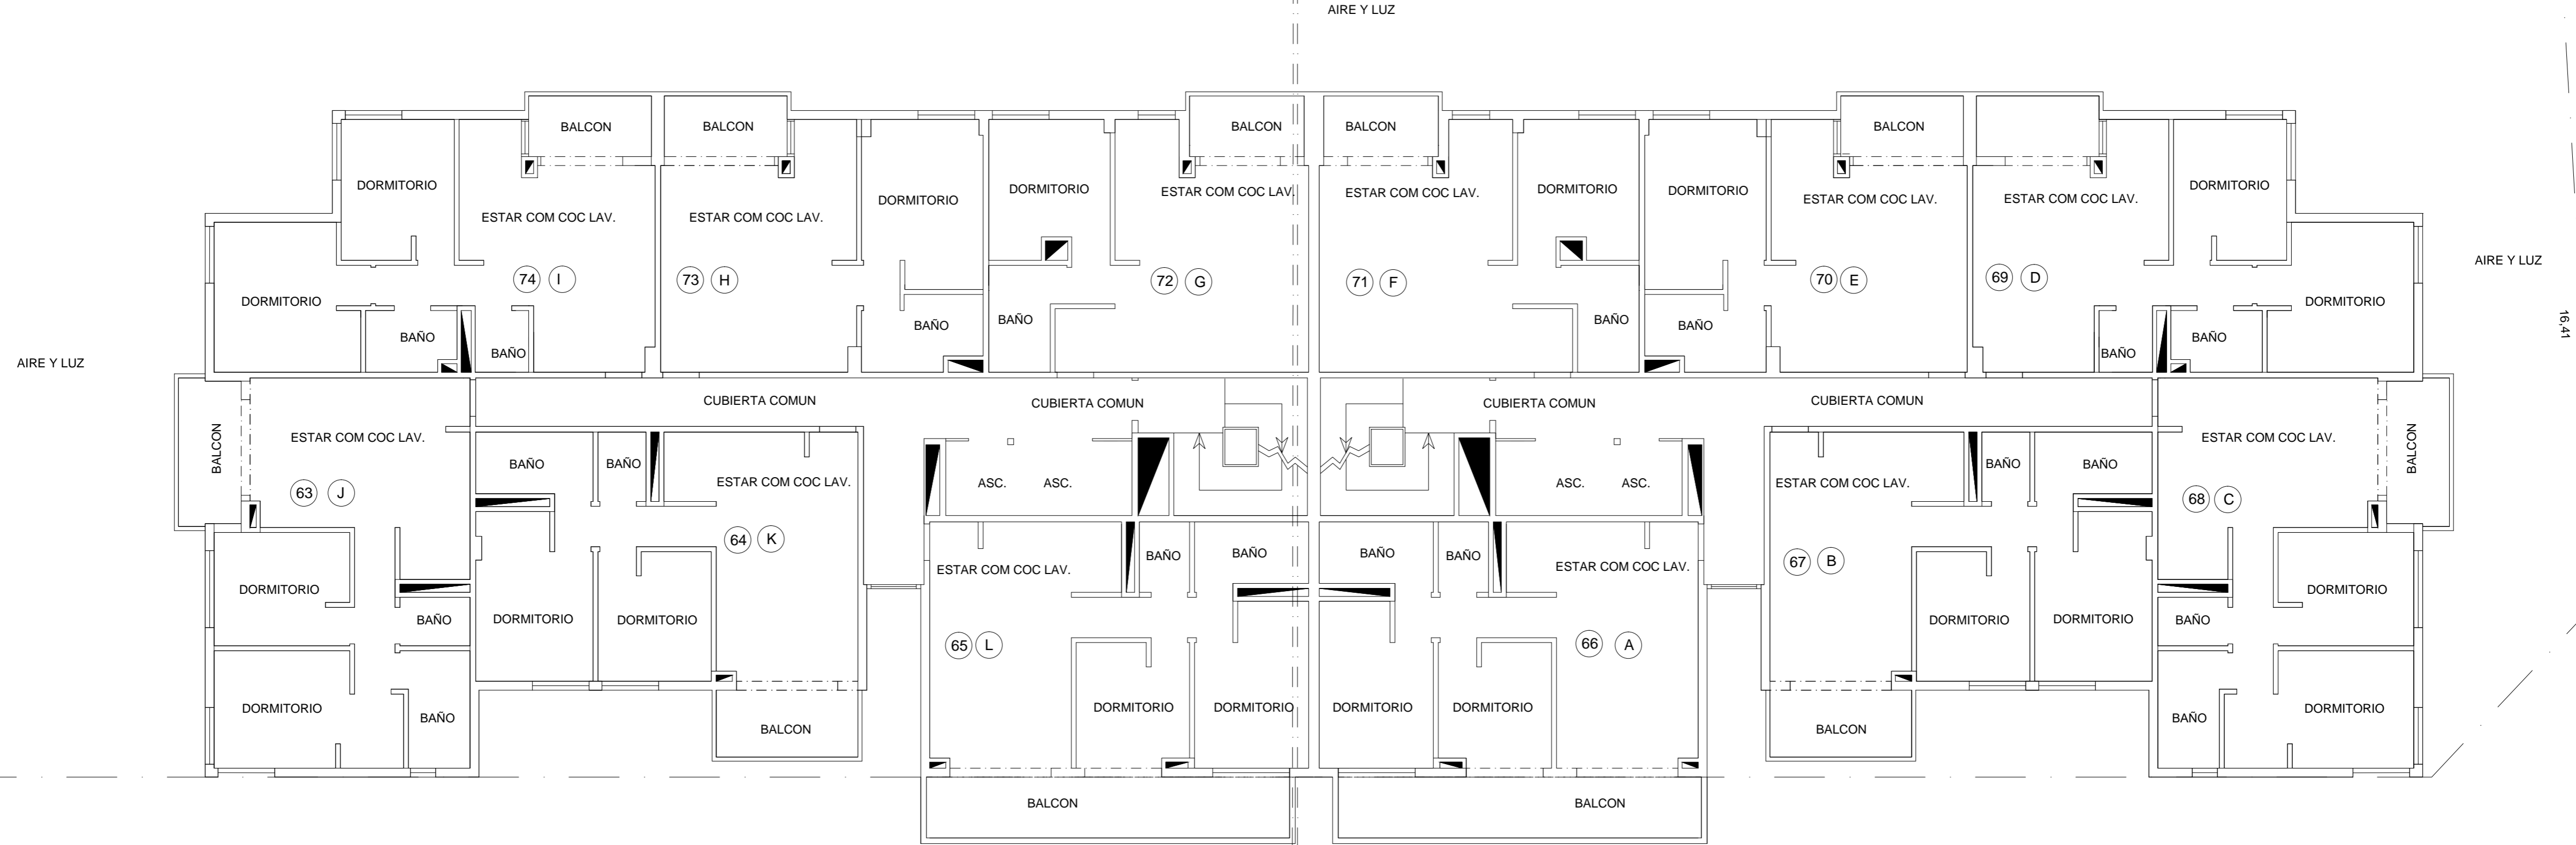 AIRE Y LUZ
BALCON
BALCON
BALCON
BALCON
BALCON
DORMITORIO
DORMITORIO
DORMITORIO
DORMITORIO
DORMITORIO
DORMITORIO
ESTAR COM COC LAV.
ESTAR COM COC LAV.
DORMITORIO
ESTAR COM COC LAV.
ESTAR COM COC LAV.
ESTAR COM COC LAV.
ESTAR COM COC LAV.
AIRE Y LUZ
74 I
73 H
72 G
71 F
70 E
69 D
DORMITORIO
DORMITORIO
16,41
BAÑO
BAÑO
BAÑO
BAÑO
BAÑO
BAÑO
BAÑO
BAÑO
AIRE Y LUZ
CUBIERTA COMUN
CUBIERTA COMUN
CUBIERTA COMUN
CUBIERTA COMUN
BALCON
ESTAR COM COC LAV.
ESTAR COM COC LAV.
BALCON
BAÑO
BAÑO
BAÑO
BAÑO
ESTAR COM COC LAV.
ASC.
ASC.
ASC.
ASC.
ESTAR COM COC LAV.
63 J
68 C
64 K
67 B
BAÑO
BAÑO
BAÑO
BAÑO
ESTAR COM COC LAV.
ESTAR COM COC LAV.
DORMITORIO
DORMITORIO
BAÑO
DORMITORIO
DORMITORIO
DORMITORIO
DORMITORIO
BAÑO
65 L
66 A
DORMITORIO
BAÑO
DORMITORIO
DORMITORIO
DORMITORIO
DORMITORIO
BAÑO
DORMITORIO
BALCON
BALCON
BALCON
BALCON